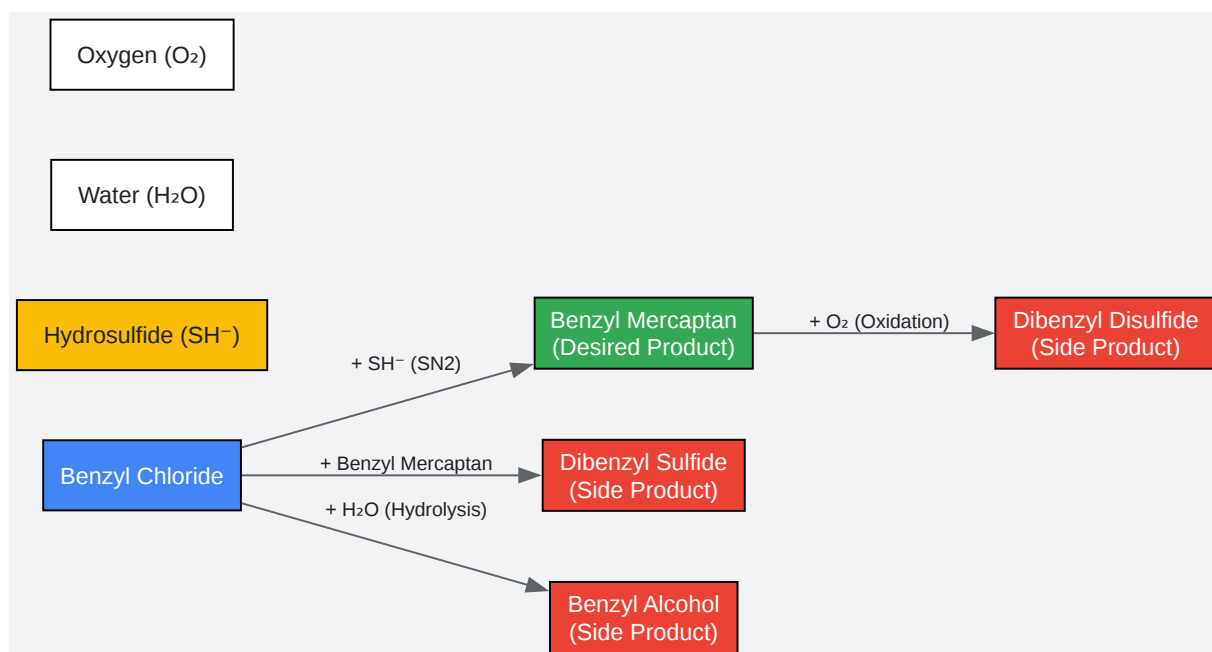 Oxygen (O₂)
Water (H₂O)
Hydrosulfide (SH⁻)
Benzyl Mercaptan
(Desired Product)
+ O₂ (Oxidation)
Dibenzyl Disulfide
(Side Product)
+ SH⁻ (SN2)
Benzyl Chloride
+ Benzyl Mercaptan
Dibenzyl Sulfide
(Side Product)
+ H₂O (Hydrolysis)
Benzyl Alcohol
(Side Product)